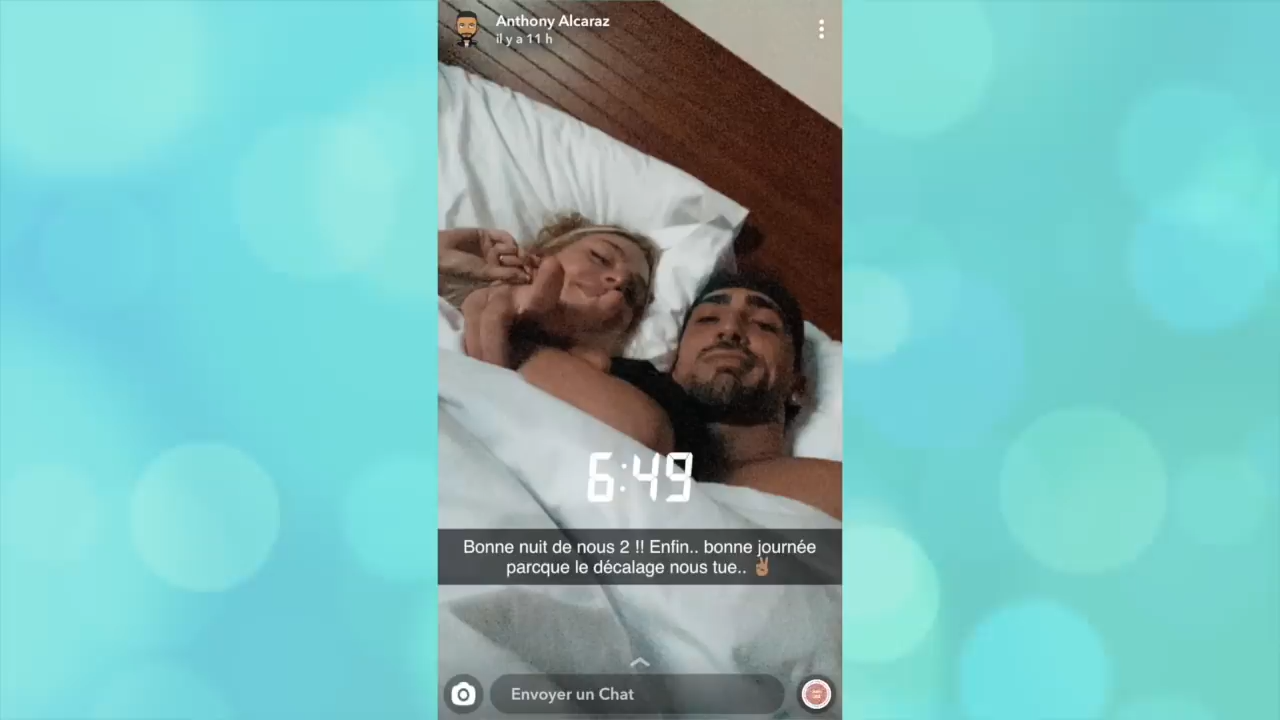 Anthony Alcaraz
il y a 11 h
6:49
Bonne nuit de nous 2 !! Enfin.. bonne journée
parcque le décalage nous tue.. ✌🏽
Envoyer un Chat